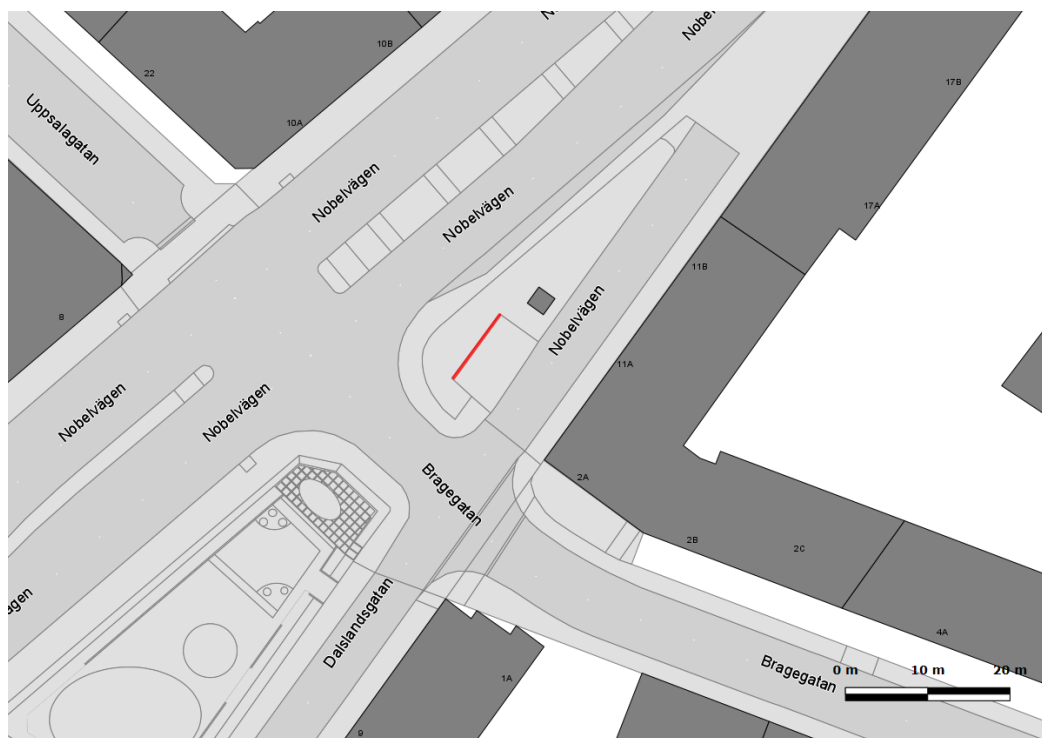 10B
22
17B
Uppsalagatan
10A
Nobelvägen
Nobelvägen
17A
11B
8
Nobelvägen
11A
Nobelvägen
Nobelvägen
Bragegatan
2A
2B
2C
Dalslandsgatan
4A
0 m 10 m 20 m
Bragegatan
1A
9